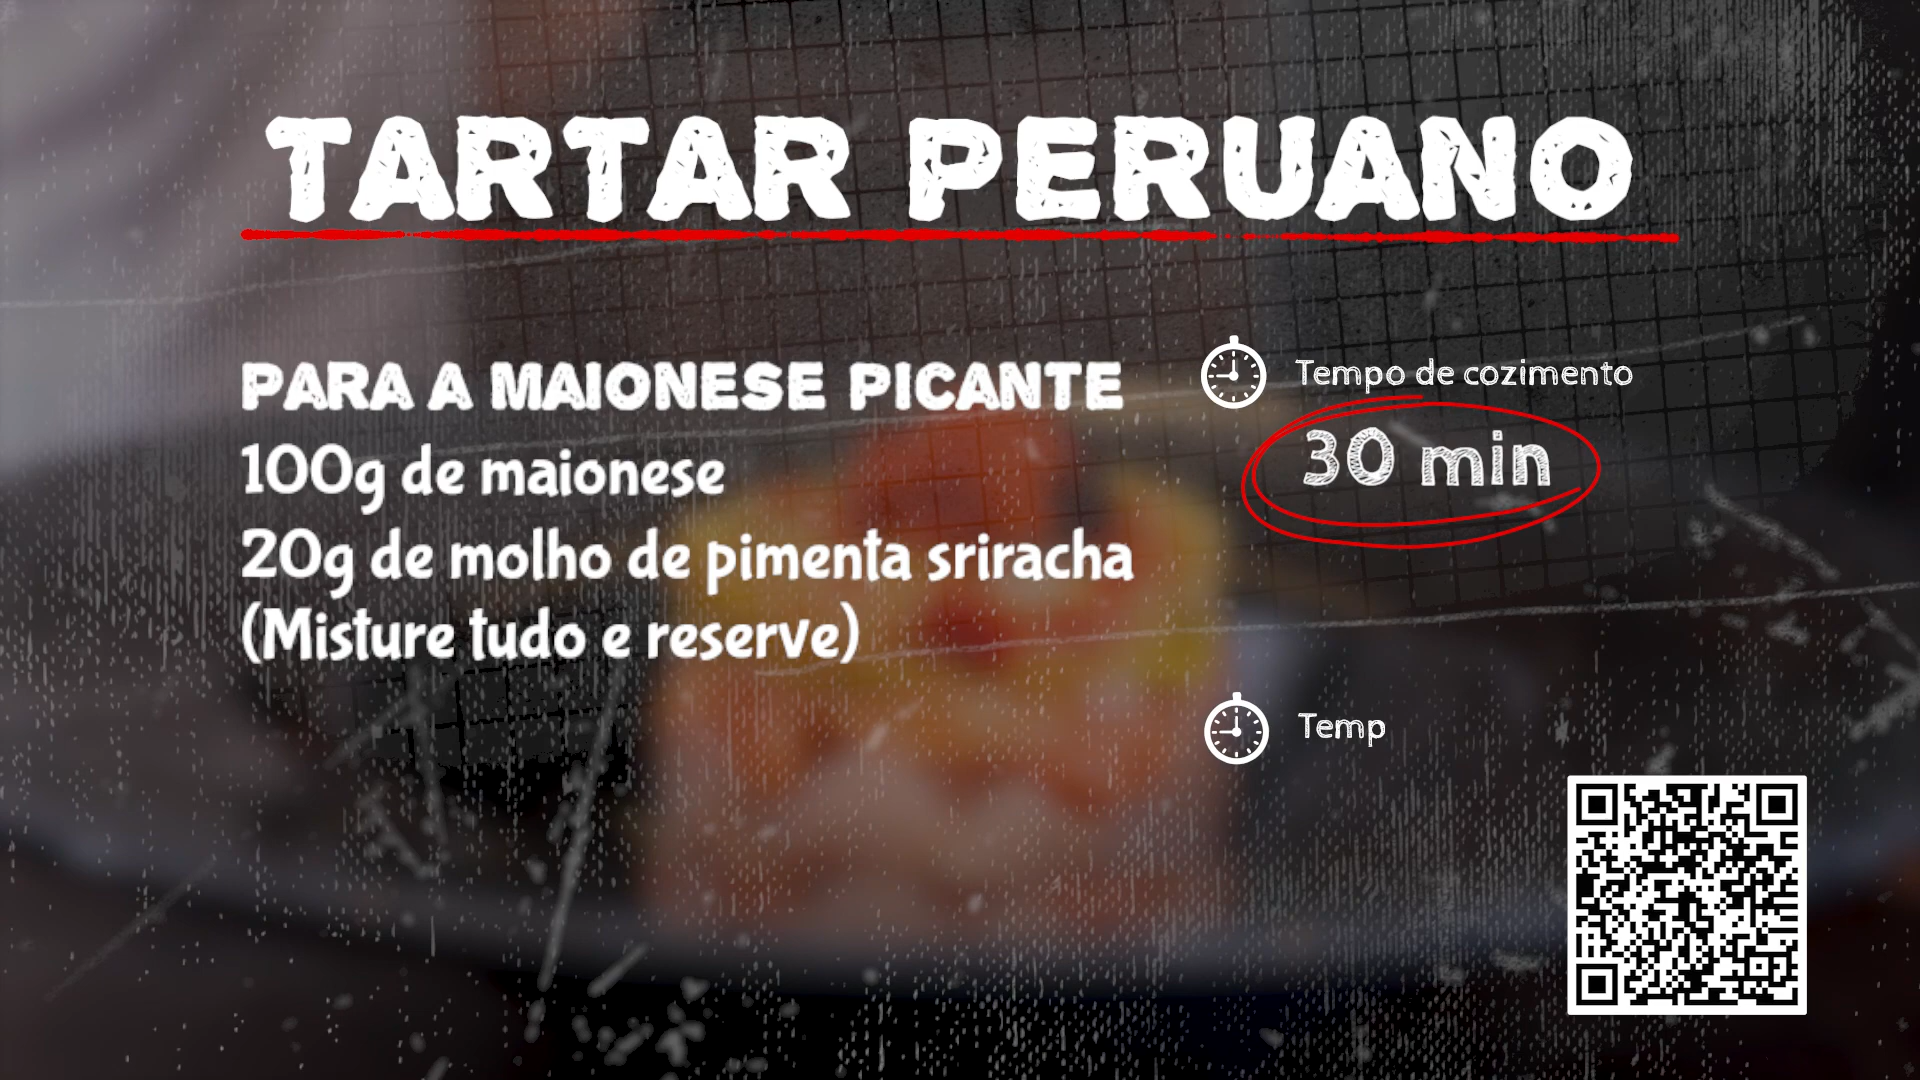 TARTAR PERUANO
PARA A MAIONESE PICANTE
100g de maionese
20g de molho de pimenta sriracha
(Misture tudo e reserve)
Tempo de cozimento
30 min
Temp